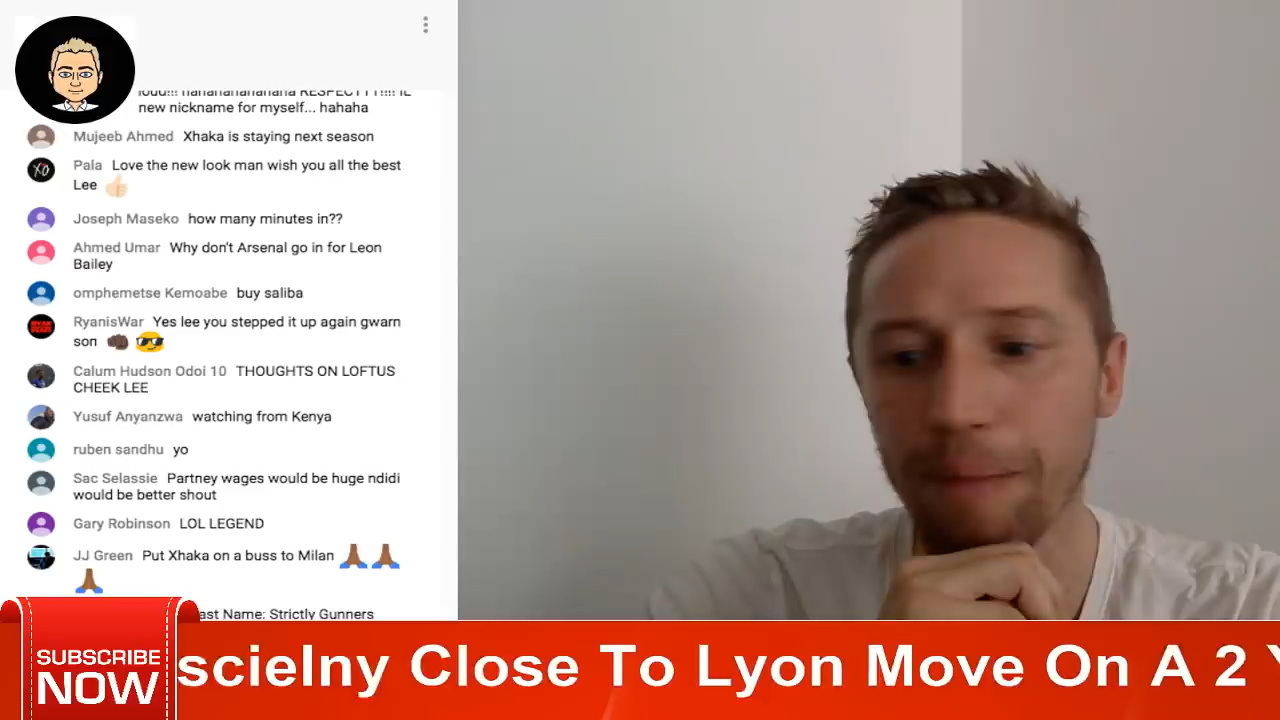 new nickname for myself... hahaha
Mujeeb Ahmed Xhaka is staying next season
Pala Love the new look man wish you all the best
Lee
Joseph Maseko how many minutes in??
Ahmed Umar Why don't Arsenal go in for Leon
Bailey
omphemetse Kemoabe buy saliba
RyanisWar Yes lee you stepped it up again gwarn
son
Calum Hudson Odoi 10 THOUGHTS ON LOFTUS
CHEEK LEE
Yusuf Anyanzwa watching from Kenya
ruben sandhu yo
Sac Selassie Partney wages would be huge ndidi
would be better shout
Gary Robinson LOL LEGEND
JJ Green Put Xhaka on a buss to Milan
ast Name: Strictly Gunners
SUBSCRIBE
NOW
scielny Close To Lyon Move On A 2
XO